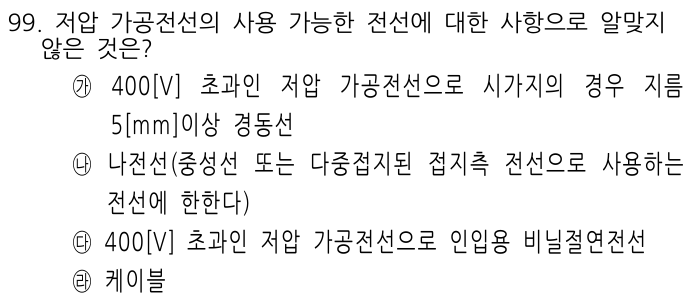 99. 저압 가공전선의 사용 가능한 전선에 대한 사항으로 알맞지
않은 것은?
㉮ 400[V] 초과인 저압 가공전선으로 시가지의 경우 지름
5[mm]이상 경동선
㉯ 나전선(중성선 또는 다중접지된 접지측 전선으로 사용하는
전선에 한한다)
㉰ 400[V] 초과인 저압 가공전선으로 인입용 비닐절연전선
㉱ 케이블